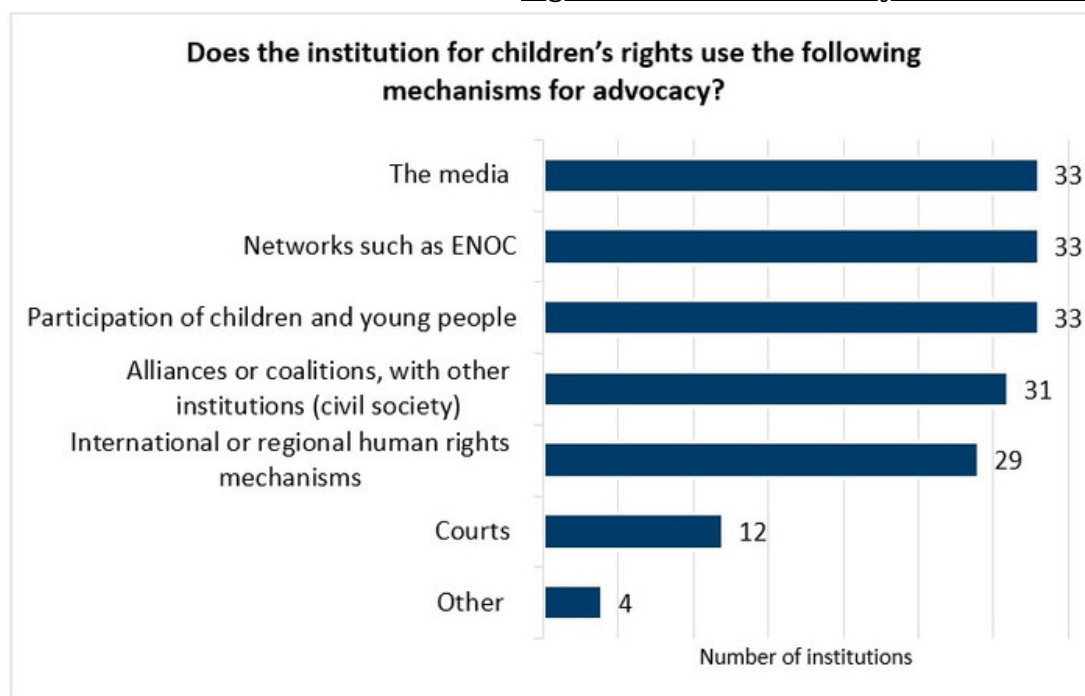 Does the institution for children's rights use the following
mechanisms for advocacy?
The media 33
Networks such as ENOC 33
Participation of children and young people 33
Alliances or coalitions, with other
institutions (civil society) 31
International or regional human rights
mechanisms 29
Courts 12
Other 4
Number of institutions